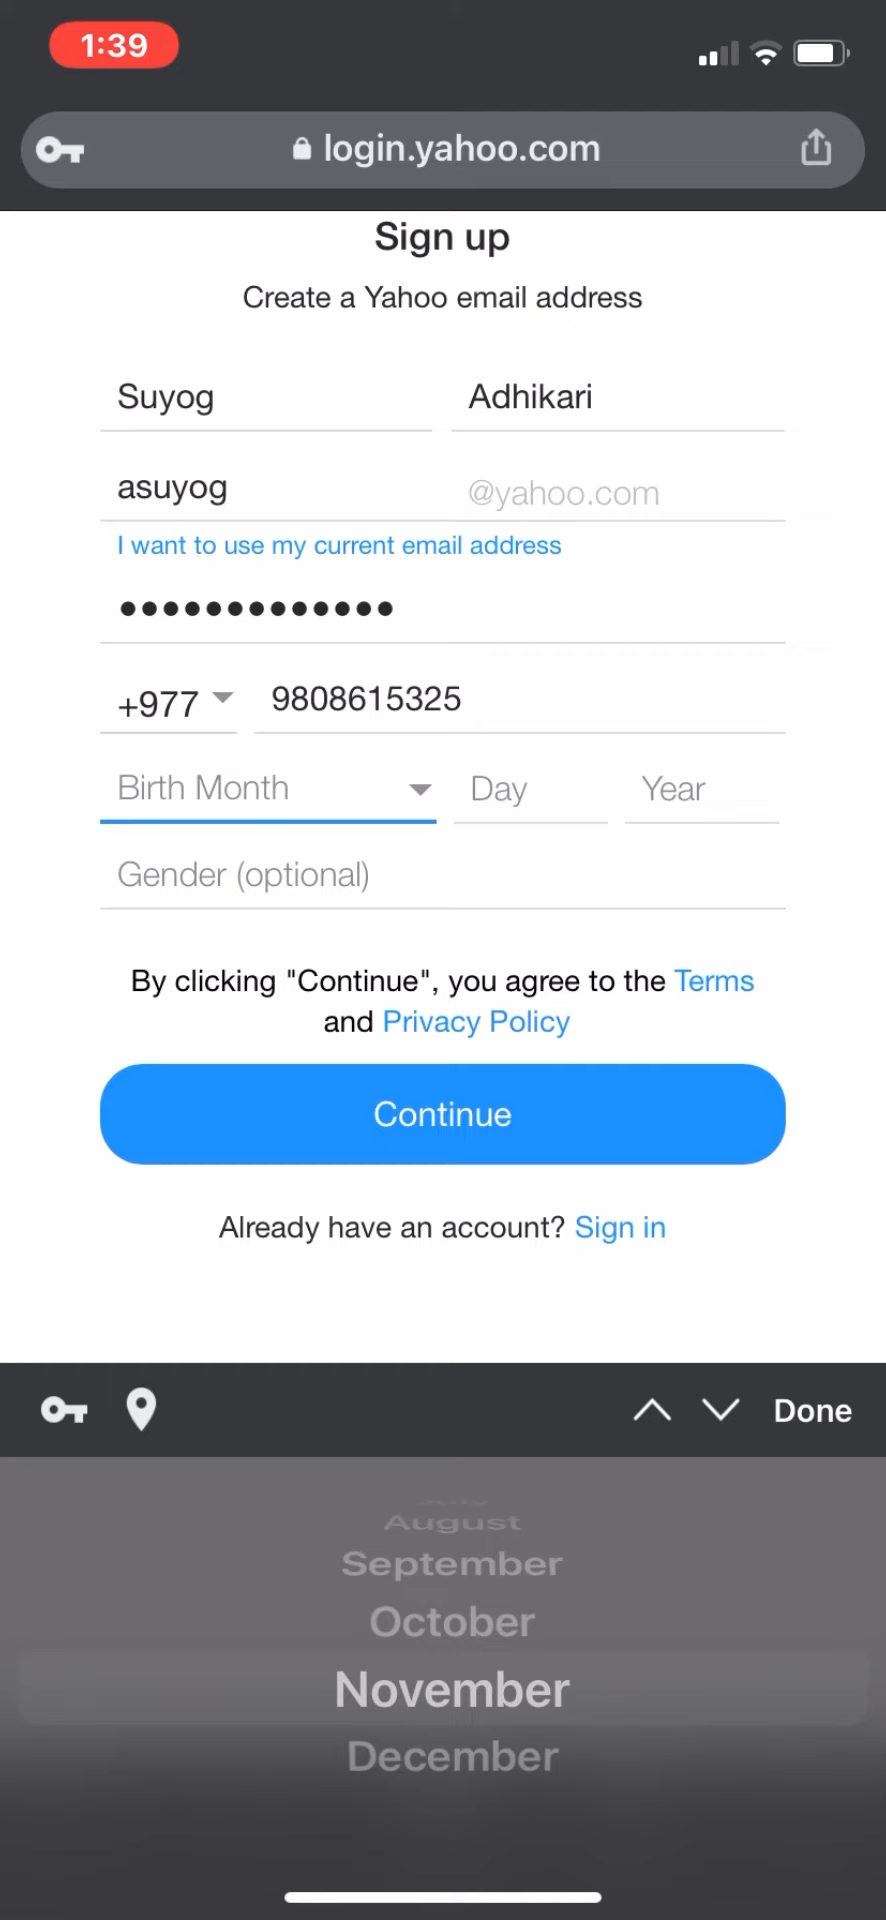 1:39
login.yahoo.com
Sign up
Create a Yahoo email address
Suyog Adhikari
asuyog @yahoo.com
I want to use my current email address
•••••••••••••
+977 9808615325
Birth Month Day Year
Gender (optional)
By clicking "Continue", you agree to the Terms
and Privacy Policy
Continue
Already have an account? Sign in
Done
August
September
October
November
December